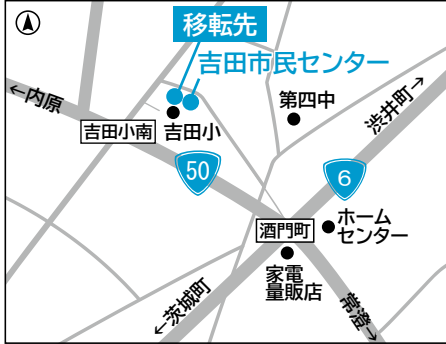 移転先
吉田市民センター
←内原
第四中
渋井町→
吉田小南
吉田小
50
6
酒門町
ホーム
センター
家電
量販店
←茨城町
常澄→